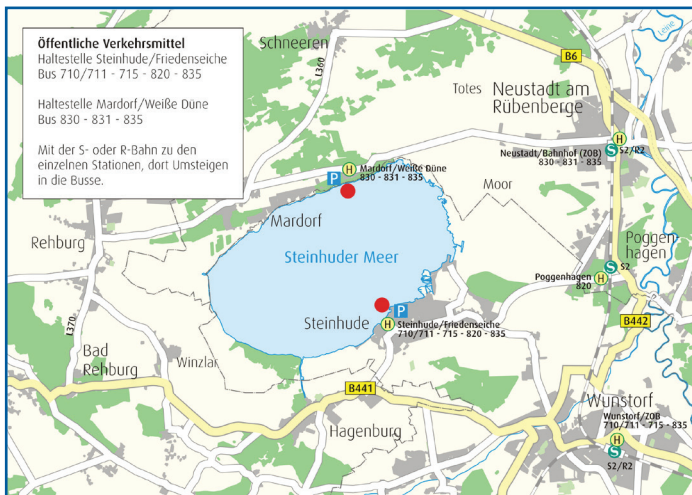 Öffentliche Verkehrsmittel
Haltestelle Steinhude/Friedenseiche
Bus 710/711 - 715 - 820 - 835
Haltestelle Mardorf/Weiße Düne
Bus 830 - 831 - 835
Mit der S- oder R-Bahn zu den
einzelnen Stationen, dort Umsteigen
in die Busse.
Schneeren
L360
B6
Leine
Totes
Neustadt am
Rübenberge
H
S S2/R2
Neustadt/Bahnhof (ZOB)
830 - 831 - 835
H Mardorf/Weiße Düne
P 830 - 831 - 835
Moor
Mardorf
Rehburg
Steinhuder Meer
Poggen
hagen
S S2
Poggenhagen H
820
P
Steinhude
H Steinhude/Friedenseiche
710/711 - 715 - 820 - 835
B442
L370
Bad
Rehburg
Winzlar
B441
Hagenburg
Wunstorf
Wunstorf/ZOB
710/711 - 715 - 835
H
S
S2/R2